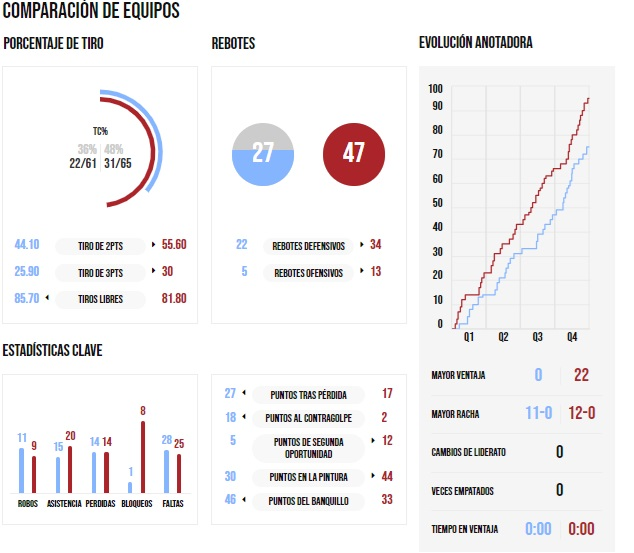 COMPARACIÓN DE EQUIPOS
PORCENTAJE DE TIRO
TC%
36% 48%
22/61 31/65
44.10 TIRO DE 2PTS 55.60
25.90 TIRO DE 3PTS 30
85.70 TIROS LIBRES 81.80
REBOTES
27 47
22 REBOTES DEFENSIVOS 34
5 REBOTES OFENSIVOS 13
EVOLUCIÓN ANOTADORA
100
90
80
70
60
50
40
30
20
10
0
Q1 Q2 Q3 Q4
MAYOR VENTAJA 0 22
MAYOR RACHA 11-0 12-0
CAMBIOS DE LIDERATO 0
VECES EMPATADOS 0
TIEMPO EN VENTAJA 0:00 0:00
ESTADÍSTICAS CLAVE
11 9 15 20 14 14 1 8 28 25
ROBOS ASISTENCIA PERDIDAS BLOQUEOS FALTAS
27 PUNTOS TRAS PÉRDIDA 17
18 PUNTOS AL CONTRAGOLPE 2
5 PUNTOS DE SEGUNDA 12
OPORTUNIDAD
30 PUNTOS EN LA PINTURA 44
46 PUNTOS DEL BANQUILLO 33